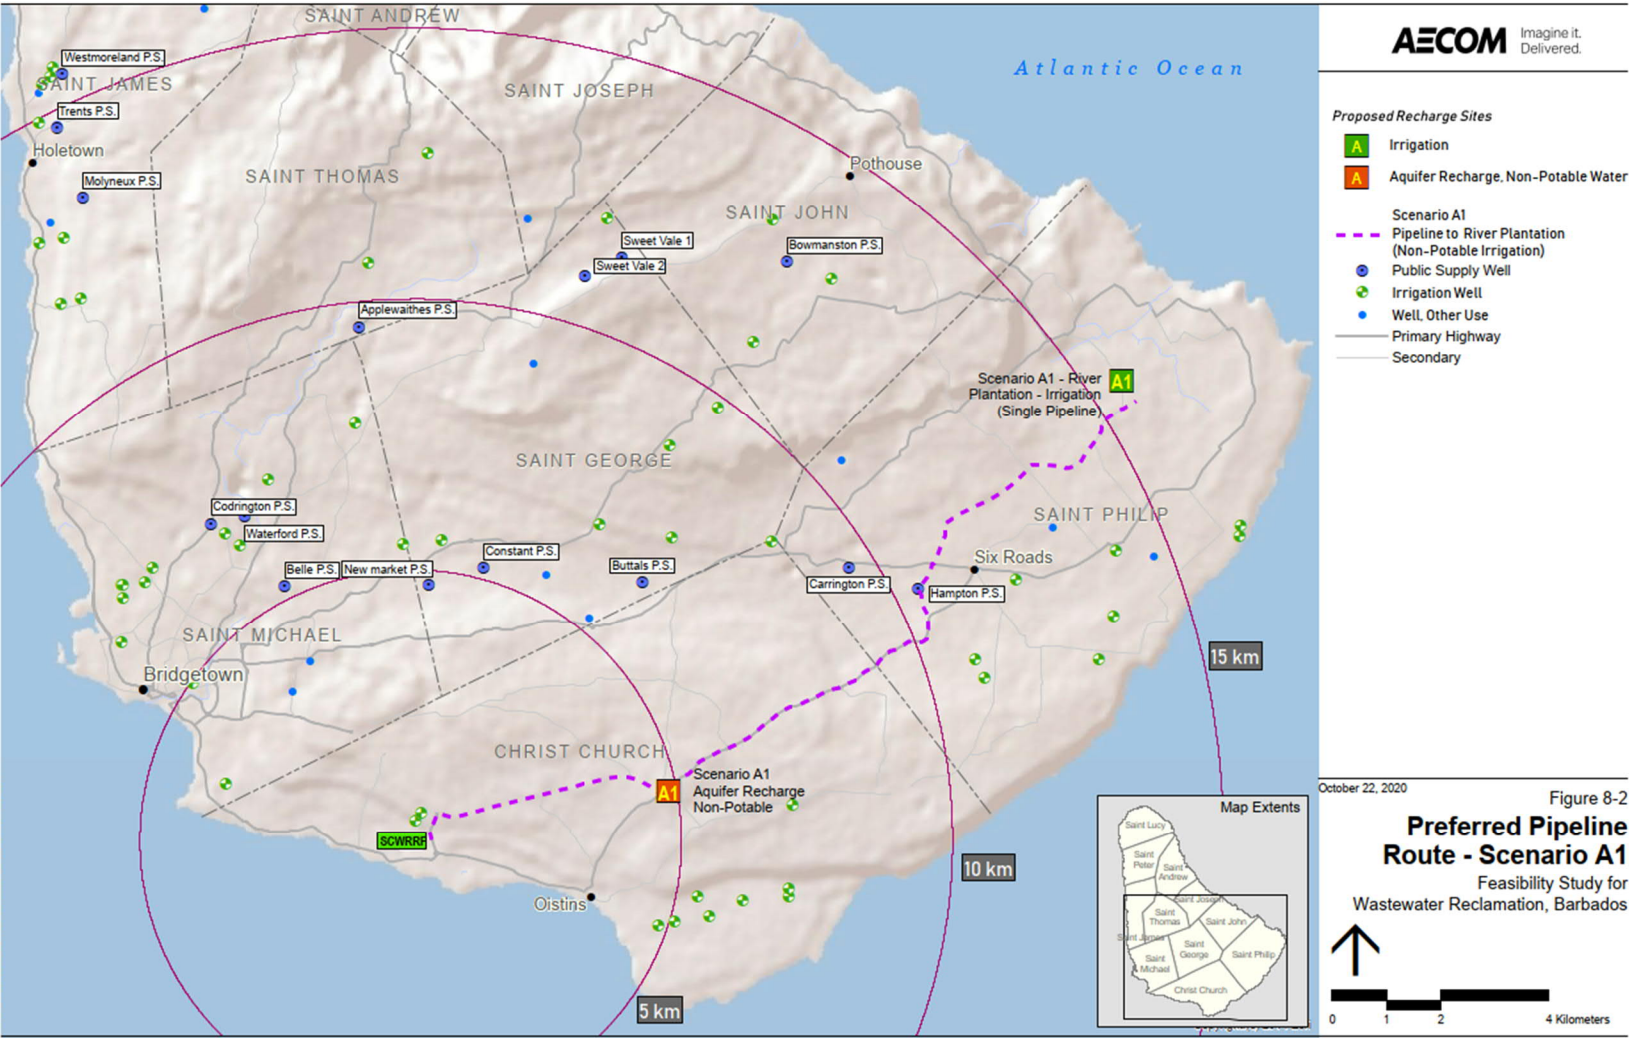 SAINT ANDREW
Westmoreland P.S.
SAINT JAMES
SAINT JOSEPH
Atlantic Ocean
Trents P.S.
Holetown
Pothouse
Molyneux P.S.
SAINT THOMAS
SAINT JOHN
Sweet Vale 1
Bowmanston P.S.
Sweet Vale 2
Applewaithes P.S.
Scenario A1 - River
Plantation - Irrigation
(Single Pipeline)
A1
SAINT GEORGE
Codrington P.S.
Waterford P.S.
SAINT PHILIP
Constant P.S.
Six Roads
Belle P.S.
New market P.S.
Buttals P.S.
Carrington P.S.
Hampton P.S.
SAINT MICHAEL
15 km
Bridgetown
CHRIST CHURCH
Scenario A1
Aquifer Recharge
Non-Potable
A1
SCWRRP
10 km
Oistins
5 km
Map Extents
Saint Lucy
Saint
Peter
Saint
Andrew
Saint Joseph
Saint
Thomas
Saint John
Saint James
Saint
George
Saint Philip
Saint
Michael
Christ Church
AECOM
Imagine it.
Delivered.
Proposed Recharge Sites
A Irrigation
A Aquifer Recharge, Non-Potable Water
Scenario A1
Pipeline to River Plantation
(Non-Potable Irrigation)
Public Supply Well
Irrigation Well
Well, Other Use
Primary Highway
Secondary
October 22, 2020
Figure 8-2
Preferred Pipeline
Route - Scenario A1
Feasibility Study for
Wastewater Reclamation, Barbados
0 1 2 4 Kilometers